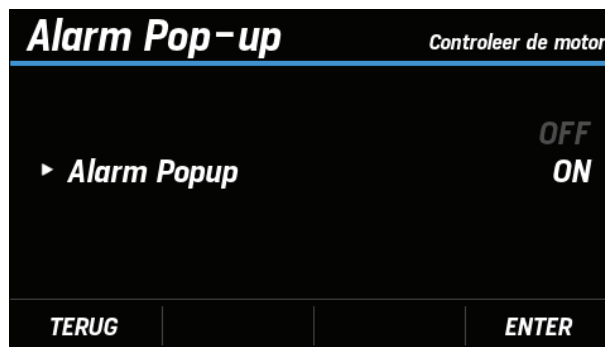 Alarm Pop-up
Controleer de motor
OFF
Alarm Popup
ON
TERUG
ENTER